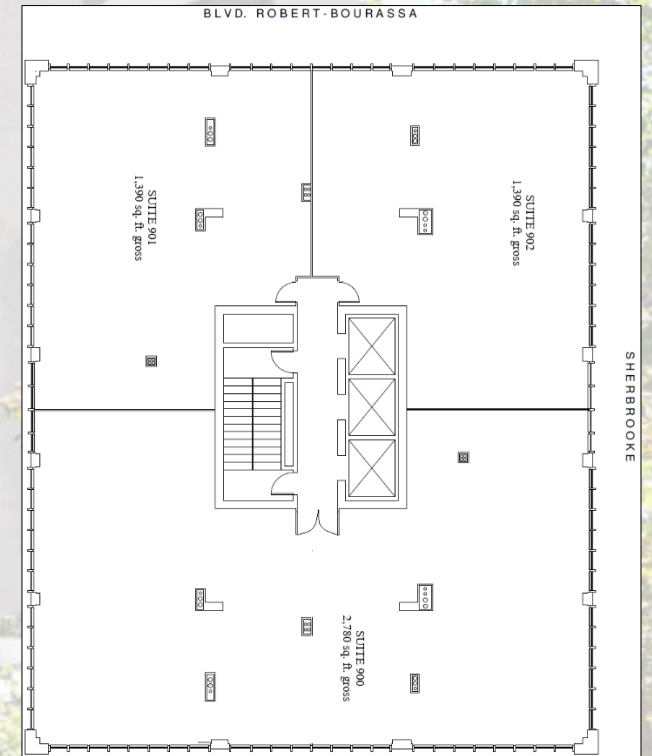 BLVD. ROBERT-BOURASSA
SUITE 901
1,390 sq. ft. gross
SUITE 902
1,390 sq. ft. gross
SHERBROOKE
SUITE 900
2,780 sq. ft. gross